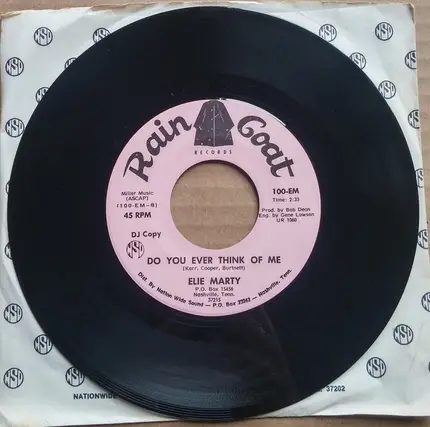 Rain Coat
RECORDS
Miller Music
(ASCAP)
(100-EM-B)
45 RPM
DJ Copy
NSD
100-EM
Time: 2:33
Prod. by Bob Dean
Eng. by Gene Lawson
UR 1080
DO YOU EVER THINK OF ME
(Kerr, Cooper, Burtnett)
ELIE MARTY
P.O. Box 15456
Nashville, Tenn.
37215
Dist. By Nation Wide Sound — P.O. Box 23262 — Nashville, Tenn.
NATIONWIDE
37202